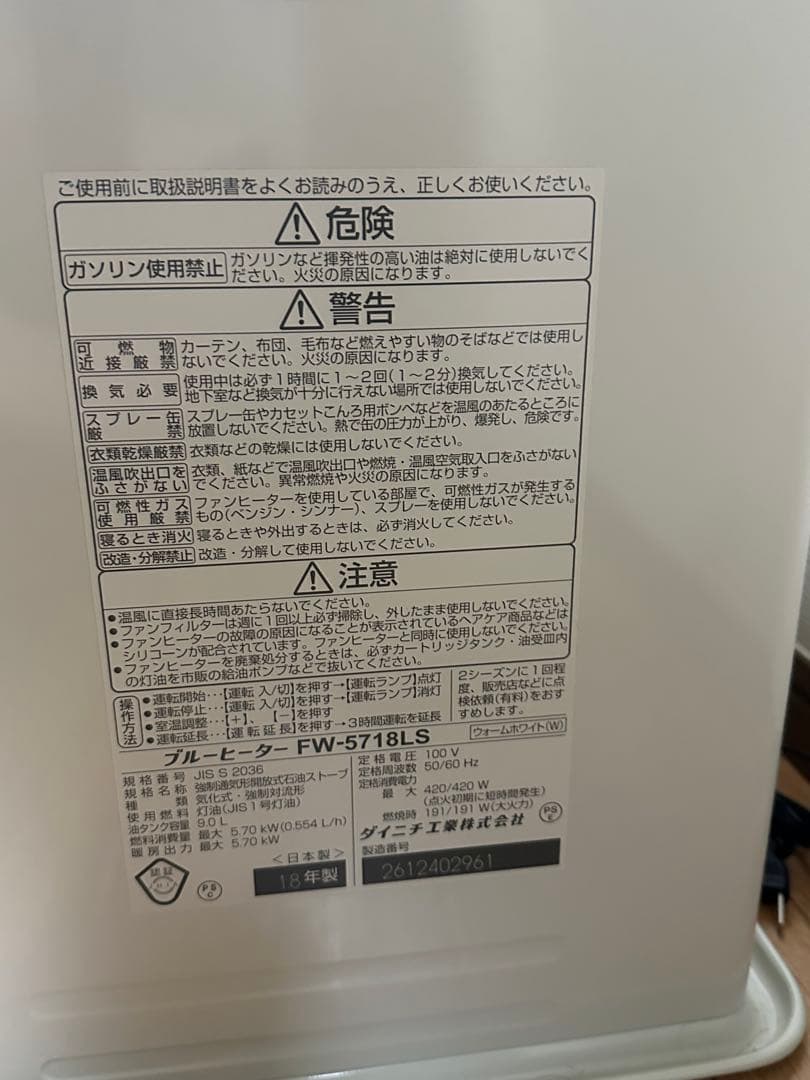 ご使用前に取扱説明書をよくお読みのうえ、正しくお使いください。
危険
ガソリン使用禁止 ガソリンなど揮発性の高い油は絶対に使用しないでく
ださい。火災の原因になります。
警告
可燃物近接厳禁 カーテン、布団、毛布など燃えやすい物のそばなどでは使用し
ないでください。火災の原因になります。
換気必要 使用中は必ず1時間に1〜2回(1〜2分)換気してください。
地下室など換気が十分に行えない場所では使用しないでください。
スプレー缶厳禁 スプレー缶やカセットこんろ用ボンベなどを温風のあたるところに
放置しないでください。熱で缶の圧力が上がり、爆発し、危険です。
衣類乾燥厳禁 衣類などの乾燥には使用しないでください。
温風吹出口をふさがない 衣類、紙などで温風吹出口や燃焼・温風空気取入口をふさがない
でください。異常燃焼や火災の原因になります。
可燃性ガス使用厳禁 ファンヒーターを使用している部屋で、可燃性ガスが発生する
もの(ベンジン・シンナー)、スプレーを使用しないでください。
寝るとき消火 寝るときや外出するときは、必ず消火してください。
改造・分解禁止 改造・分解して使用しないでください。
注意
●温風に直接長時間あたらないでください。
●ファンフィルターは週に1回以上必ず掃除し、外したまま使用しないでください。
●ファンヒーターの故障の原因になることが表示されているヘアケア商品などは
シリコーンが配合されています。ファンヒーターと同時に使用しないでください。
●ファンヒーターを廃棄処分するときは、必ずカートリッジタンク・油受皿内
の灯油を市販の給油ポンプなどで抜いてください。
操作方法
●運転開始…【運転 入/切】を押す→【運転ランプ】点灯
●運転停止…【運転 入/切】を押す→【運転ランプ】消灯
●室温調整…【+】、【−】を押す
●運転延長…【運転延長】を押す→3時間運転を延長
2シーズンに1回程
度、販売店などに点
検依頼(有料)をおす
すめします。
ブルーヒーター FW-5718LS
ウォームホワイト(W)
規格番号 JIS S 2036
規格名称 強制通気形開放式石油ストーブ
種類 気化式・強制対流形
使用燃料 灯油(JIS1号灯油)
油タンク容量 9.0L
燃料消費量 最大 5.70 kW(0.554 L/h)
暖房出力 最大 5.70 kW
定格電圧 100 V
定格周波数 50/60 Hz
定格消費電力
最大 420/420 W
(点火初期に短時間発生)
燃焼時 191/191 W(大火力)
ダイニチ工業株式会社
PS
E
認証
PS
C
<日本製>
18年製
製造番号
2612402961